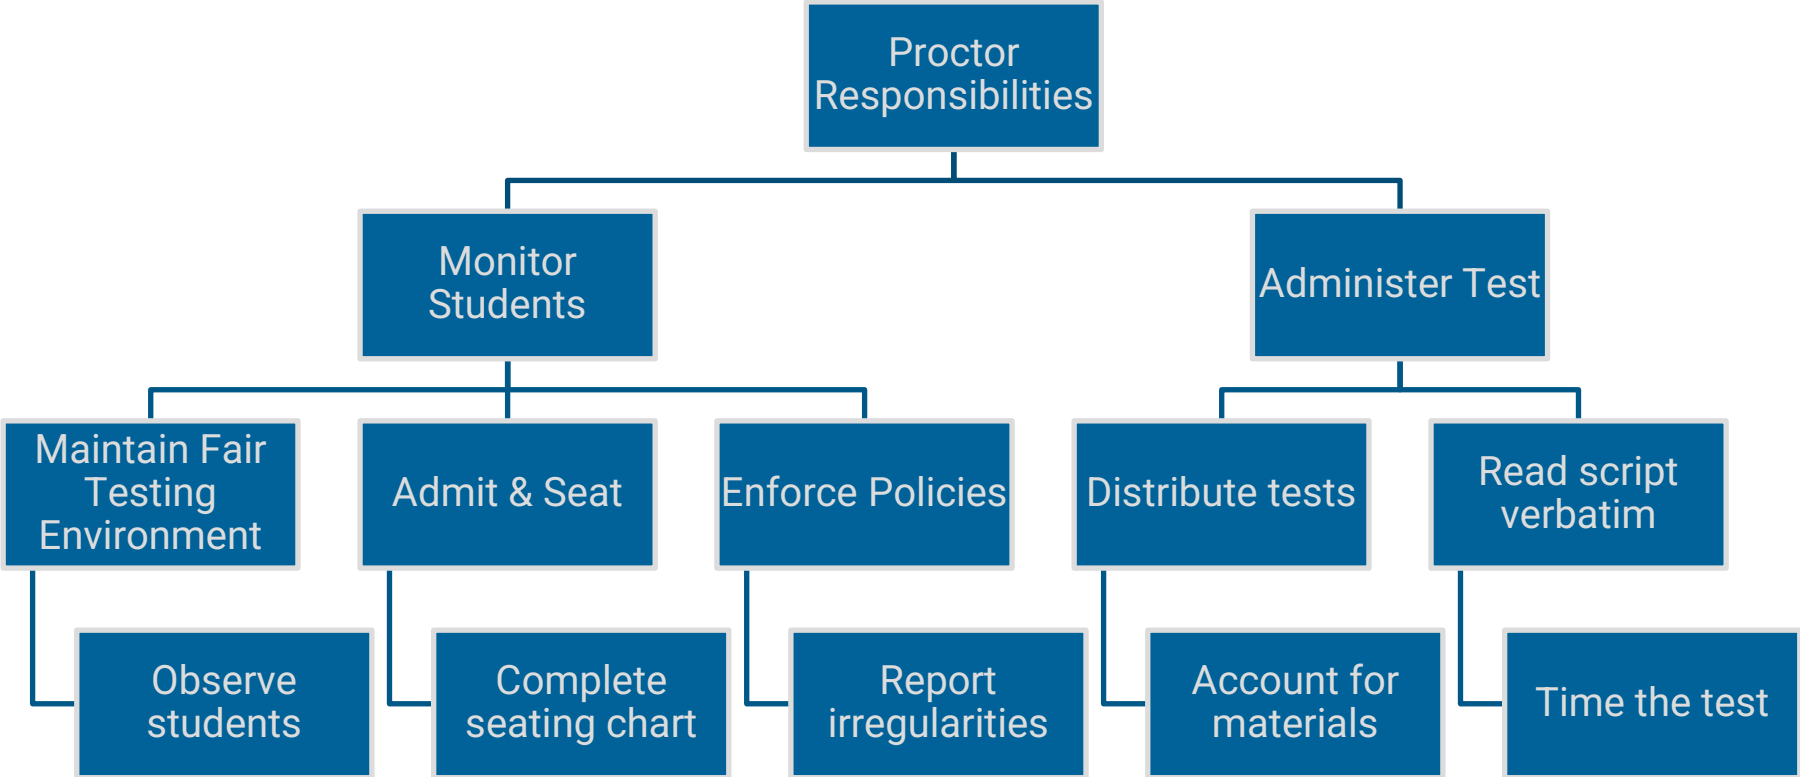 Proctor
Responsibilities
Monitor
Students
Administer Test
Maintain Fair
Testing
Environment
Admit & Seat
Enforce Policies
Distribute tests
Read script
verbatim
Observe
students
Complete
seating chart
Report
irregularities
Account for
materials
Time the test